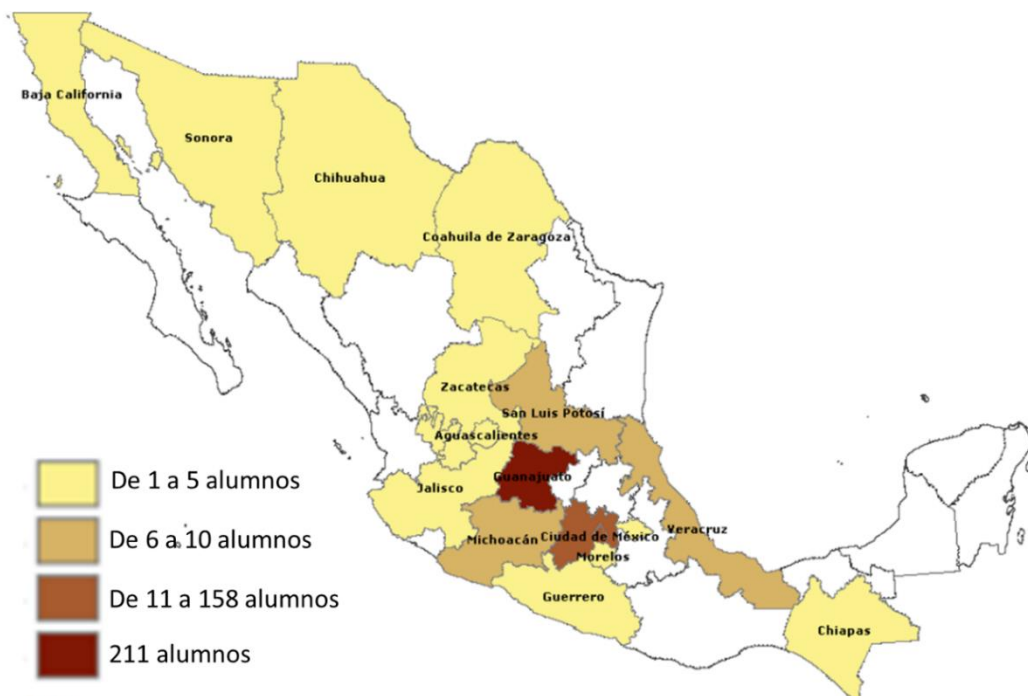 Baja California
Sonora
Chihuahua
Coahuila de Zaragoza
Zacatecas
San Luis Potosí
Aguascalientes
Guanajuato
Jalisco
Michoacán
Ciudad de México
Veracruz
Morelos
Guerrero
Chiapas
De 1 a 5 alumnos
De 6 a 10 alumnos
De 11 a 158 alumnos
211 alumnos